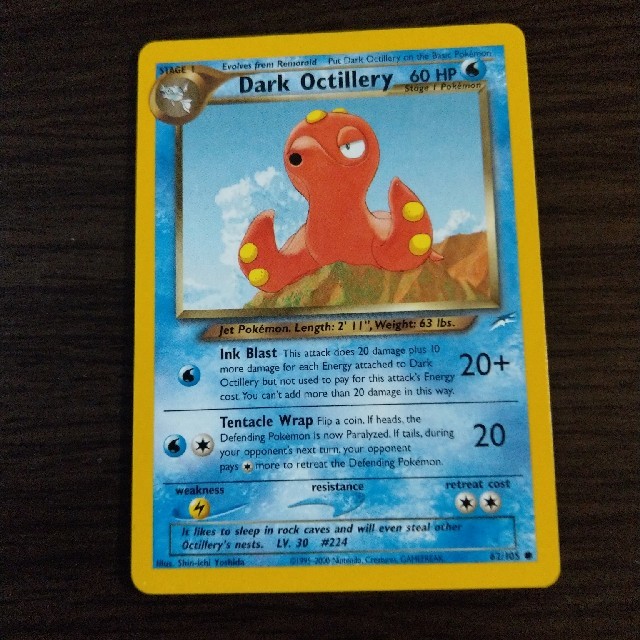 STAGE 1 Evolves from Remoraid Put Dark Octillery on the Basic Pokémon
Dark Octillery 60 HP
Stage 1 Pokémon
Jet Pokémon. Length: 2' 11", Weight: 63 lbs.
Ink Blast This attack does 20 damage plus 10
more damage for each Energy attached to Dark
Octillery but not used to pay for this attack's Energy
cost. You can't add more than 20 damage in this way.
20+
Tentacle Wrap Flip a coin. If heads, the
Defending Pokémon is now Paralyzed. If tails, during
your opponent's next turn, your opponent
pays more to retreat the Defending Pokémon.
20
weakness resistance retreat cost
It likes to sleep in rock caves and will even steal other
Octillery's nests. LV. 30 #224
Illus. Shin-ichi Yoshida ©1995-2000 Nintendo, Creatures, GAMEFREAK. 62/105